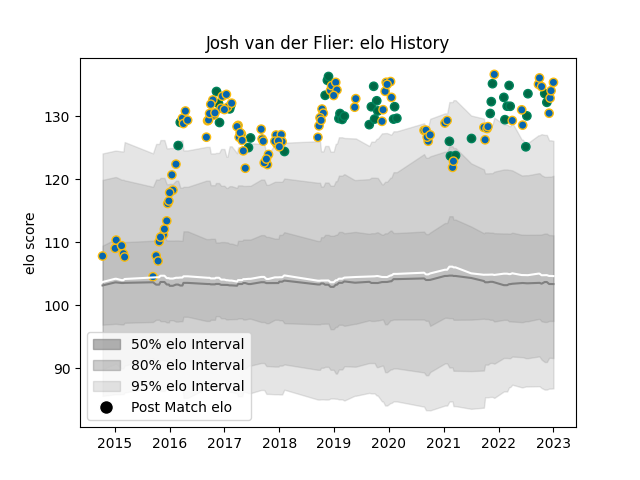 Josh van der Flier: elo History
elo score
130
120
110
100
90
50% elo Interval
80% elo Interval
95% elo Interval
Post Match elo
2015 2016 2017 2018 2019 2020 2021 2022 2023